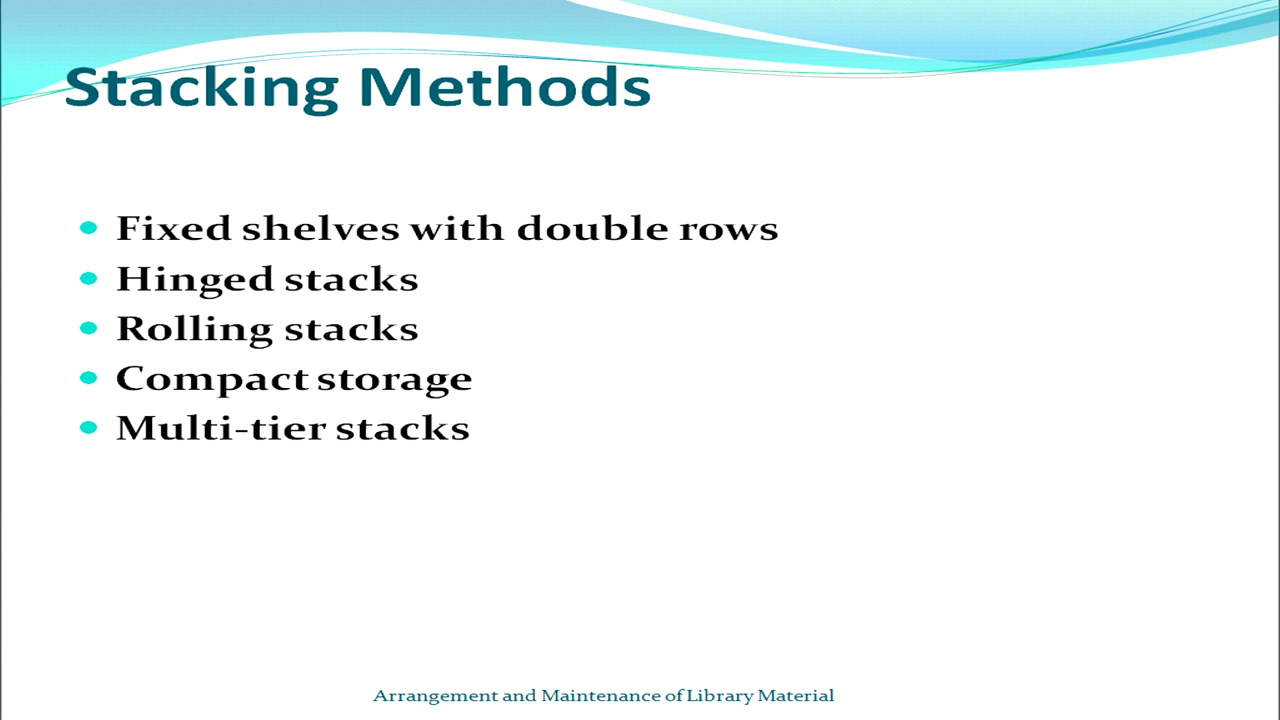 Stacking Methods
• Fixed shelves with double rows
• Hinged stacks
• Rolling stacks
• Compact storage
• Multi-tier stacks
Arrangement and Maintenance of Library Material